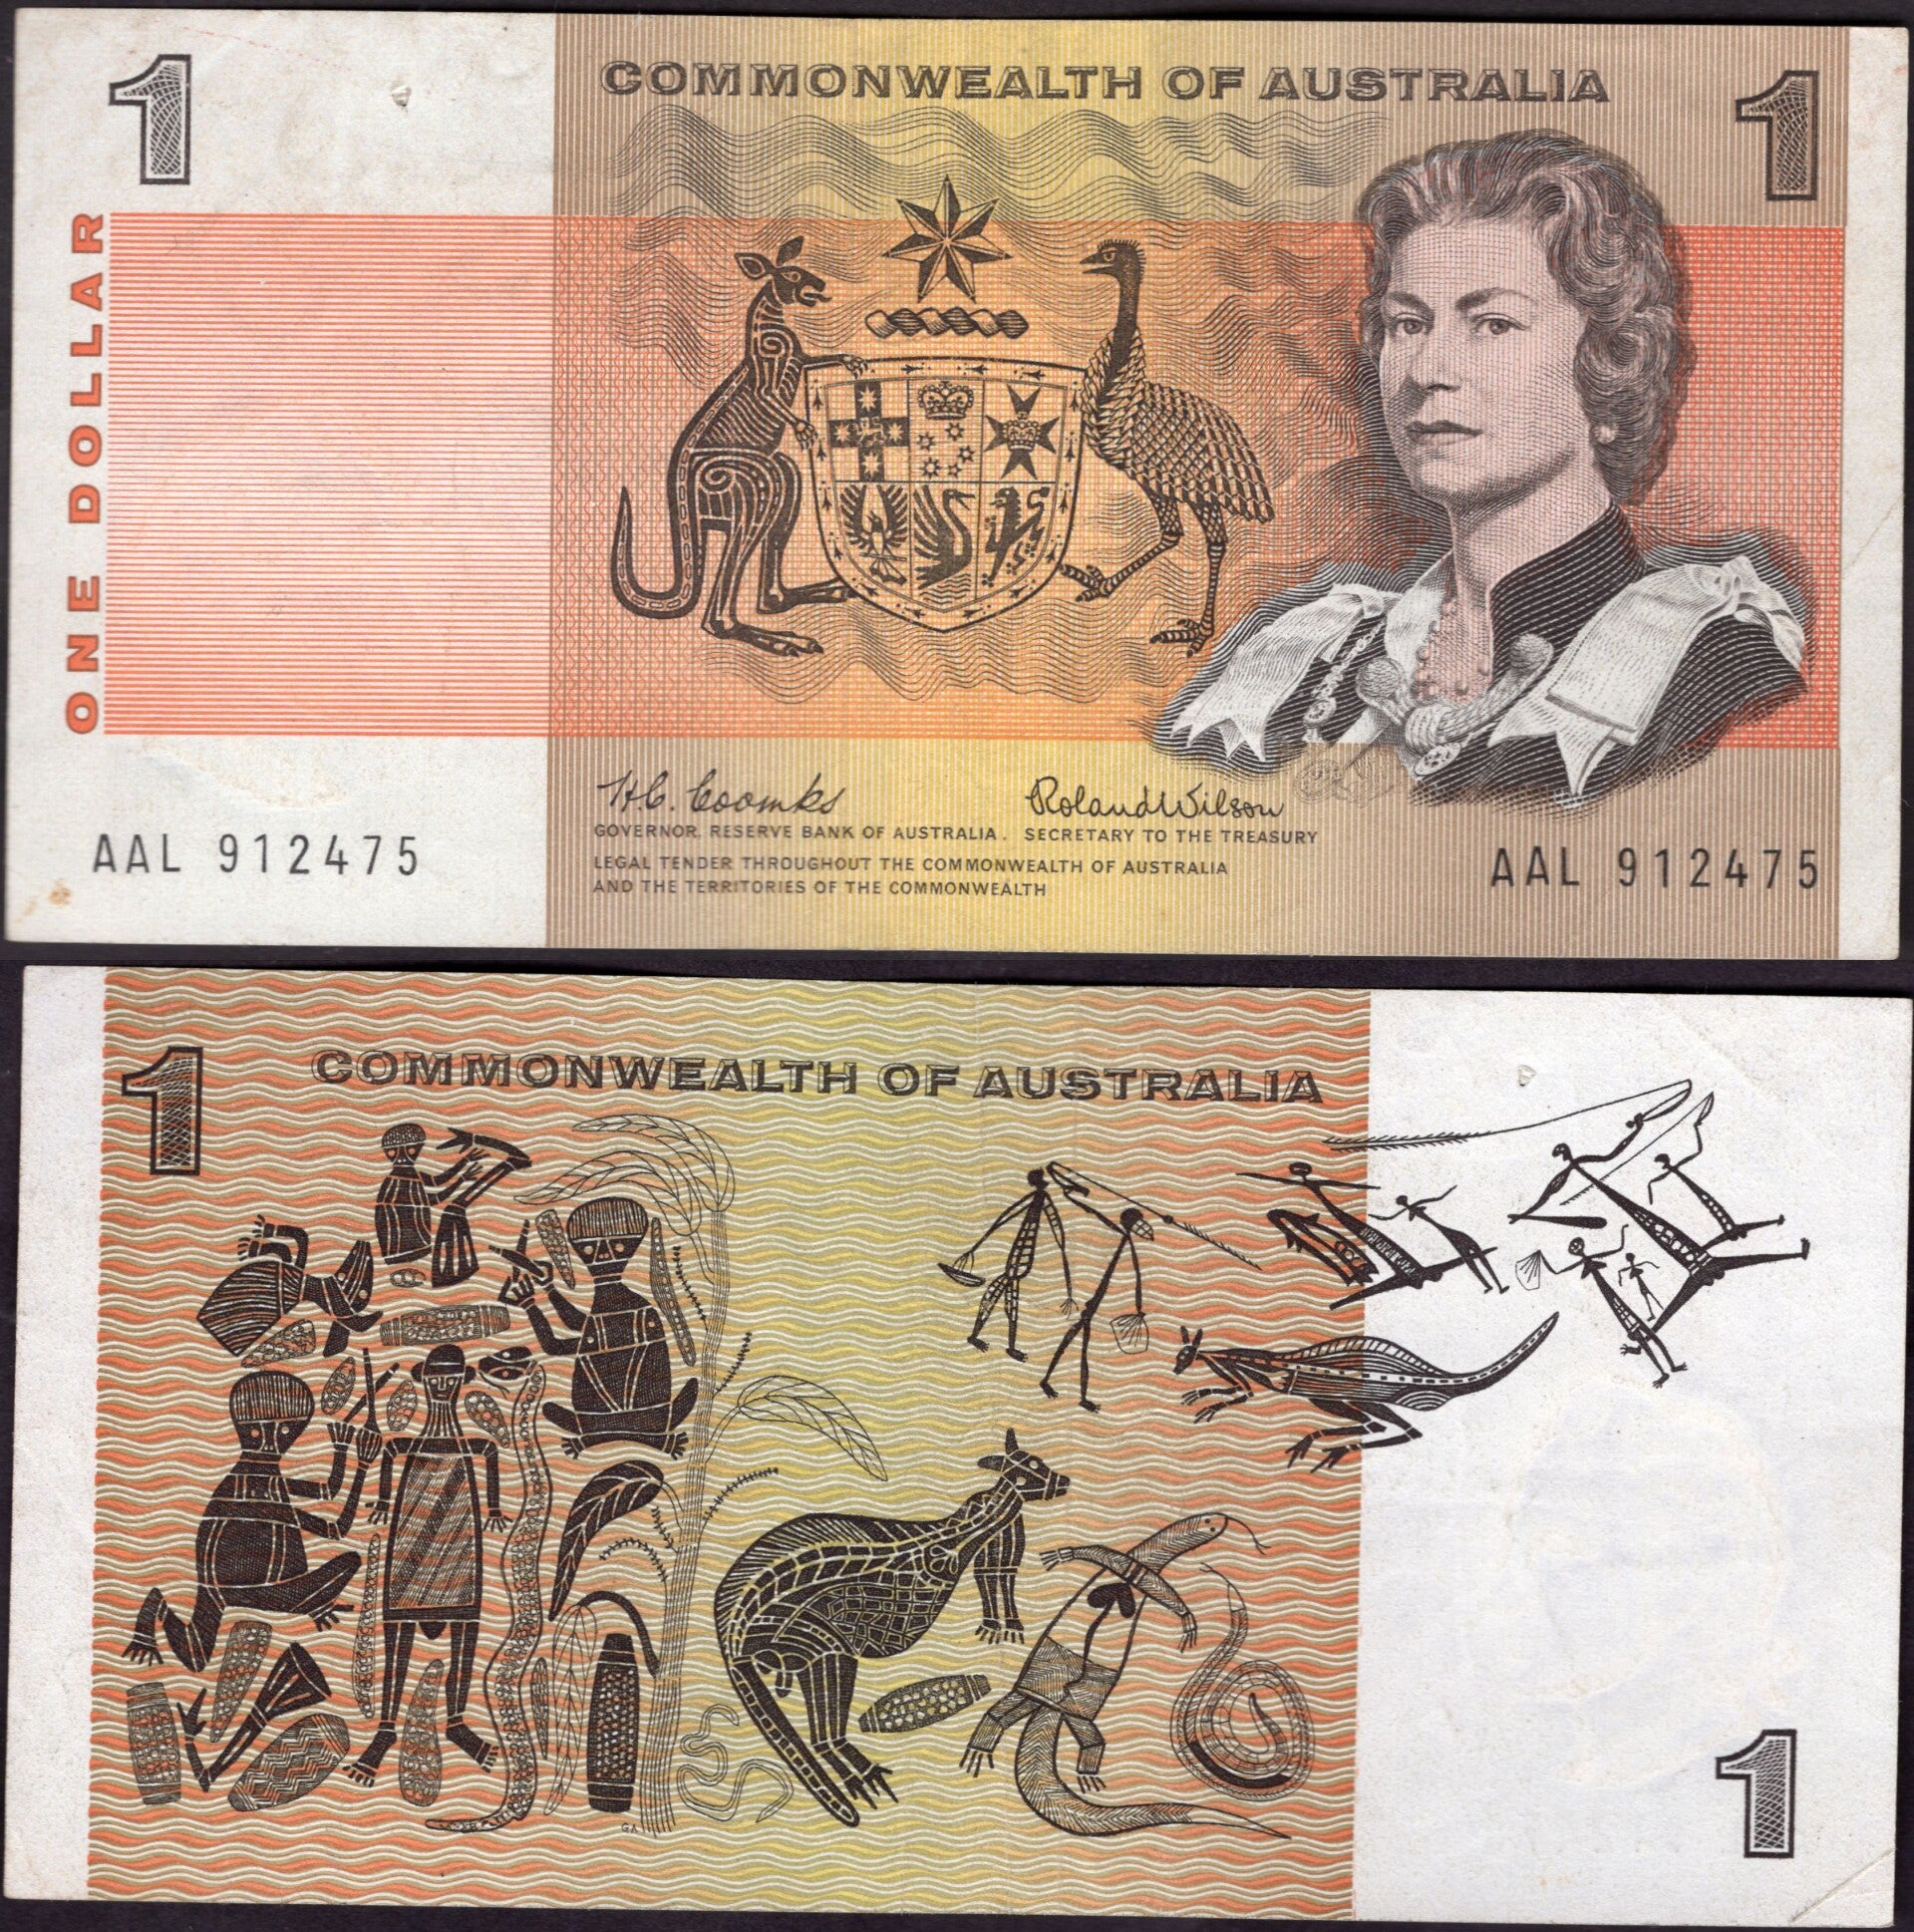 1
COMMONWEALTH OF AUSTRALIA
1
ONE DOLLAR
H.C. Coombs
Roland Wilson
GOVERNOR, RESERVE BANK OF AUSTRALIA. SECRETARY TO THE TREASURY
LEGAL TENDER THROUGHOUT THE COMMONWEALTH OF AUSTRALIA
AND THE TERRITORIES OF THE COMMONWEALTH
AAL 912475
AAL 912475
1
COMMONWEALTH OF AUSTRALIA
GA
1